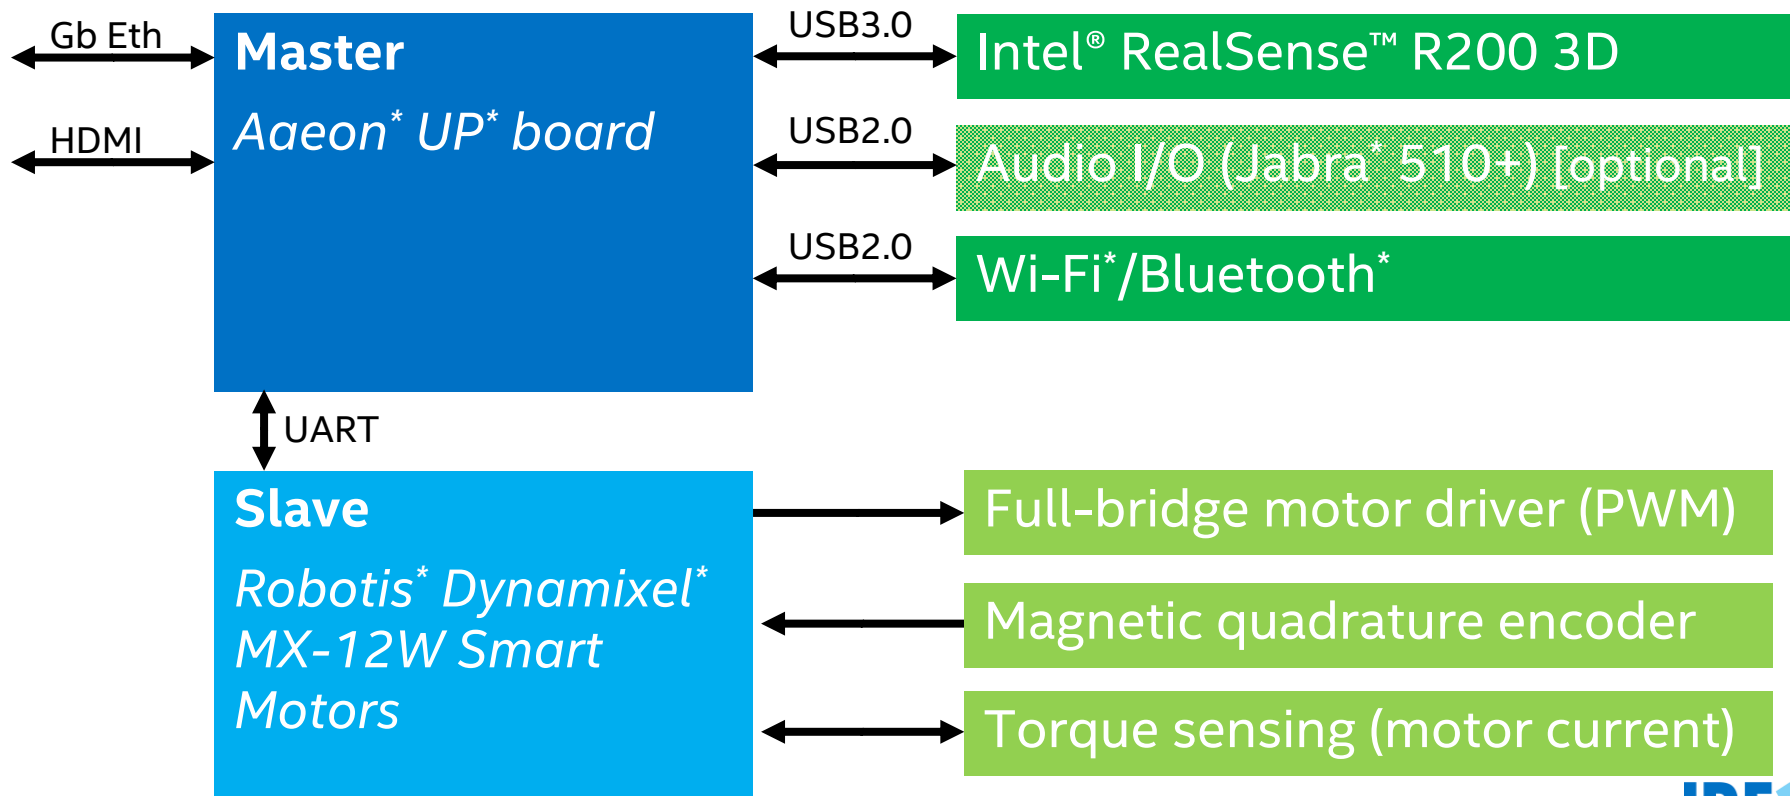 Gb Eth
HDMI
Master
Aaeon* UP* board
USB3.0
Intel® RealSense™ R200 3D
USB2.0
Audio I/O (Jabra* 510+) [optional]
USB2.0
Wi-Fi*/Bluetooth*
UART
Slave
Robotis* Dynamixel*
MX-12W Smart
Motors
Full-bridge motor driver (PWM)
Magnetic quadrature encoder
Torque sensing (motor current)